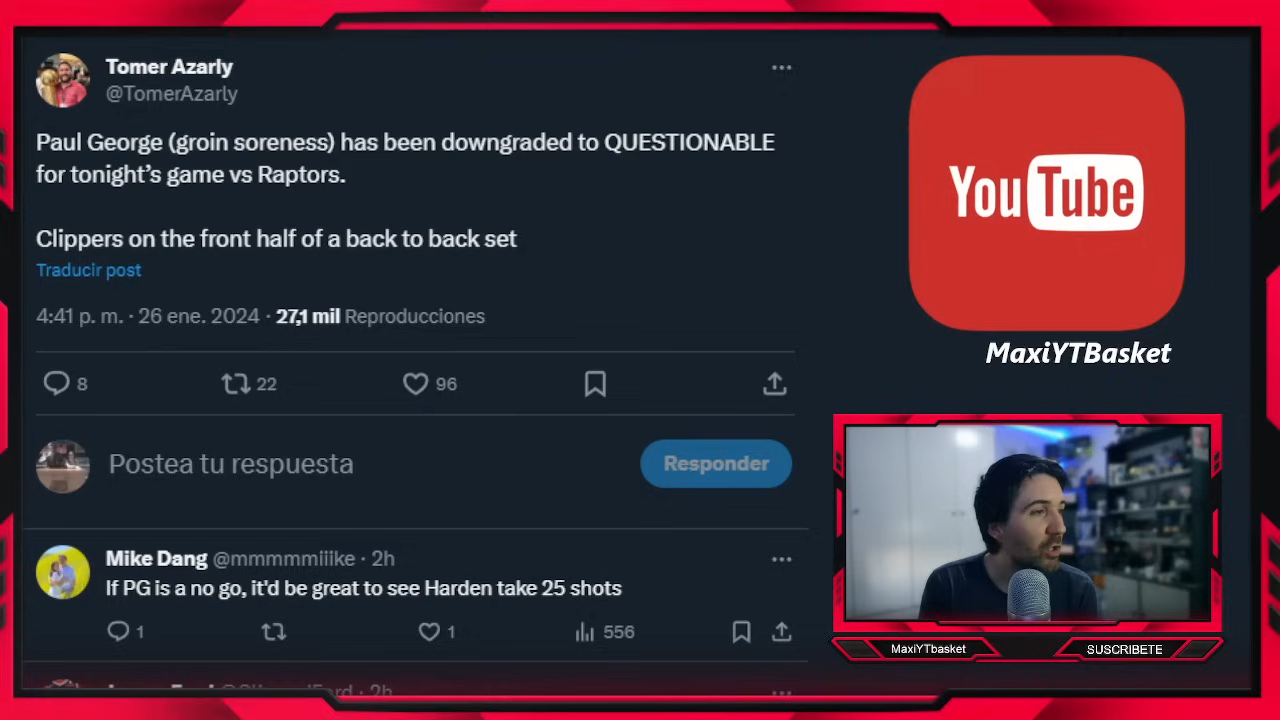 Tomer Azarly
@TomerAzarly
Paul George (groin soreness) has been downgraded to QUESTIONABLE
for tonight's game vs Raptors.
Clippers on the front half of a back to back set
Traducir post
4:41 p. m. · 26 ene. 2024 · 27,1 mil Reproducciones
8 22 96
Postea tu respuesta
Responder
Mike Dang @mmmmmiiike · 2h
If PG is a no go, it'd be great to see Harden take 25 shots
1 1 556
YouTube
MaxiYTBasket
MaxiYTbasket
SUSCRIBETE